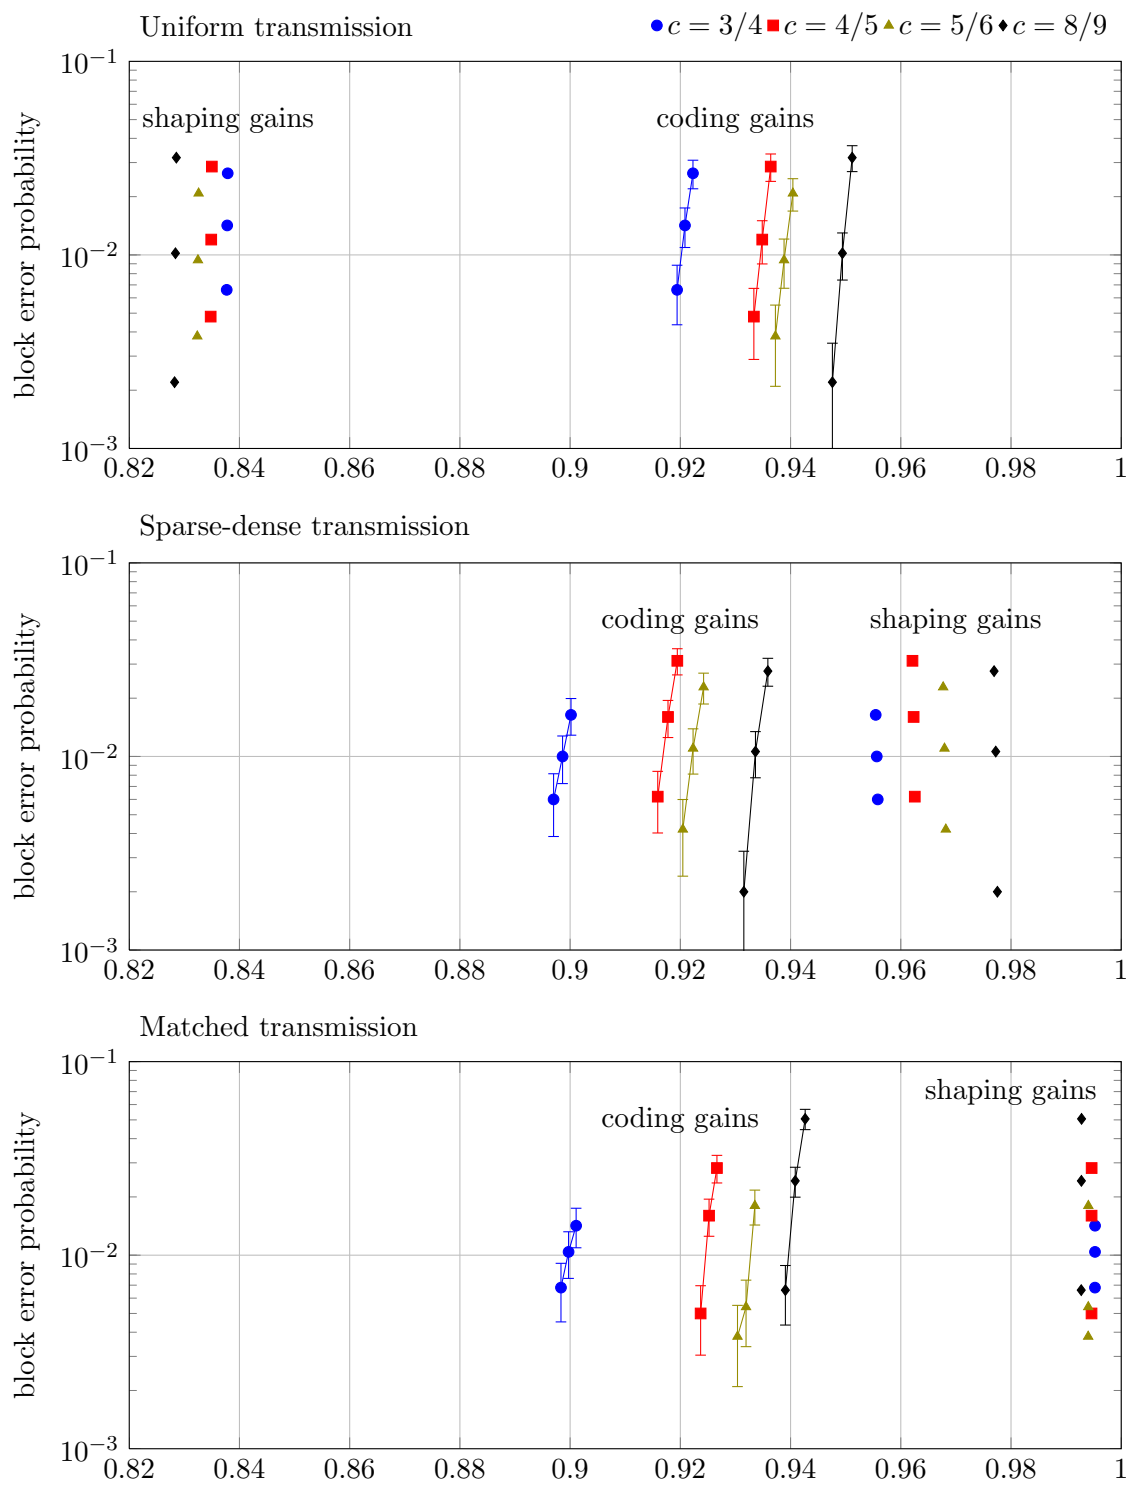 Uniform transmission
c = 3/4 c = 4/5 c = 5/6 c = 8/9
10⁻¹
shaping gains coding gains
block error probability
10⁻²
10⁻³
0.82 0.84 0.86 0.88 0.9 0.92 0.94 0.96 0.98 1
Sparse-dense transmission
10⁻¹
coding gains shaping gains
block error probability
10⁻²
10⁻³
0.82 0.84 0.86 0.88 0.9 0.92 0.94 0.96 0.98 1
Matched transmission
10⁻¹
shaping gains
coding gains
block error probability
10⁻²
10⁻³
0.82 0.84 0.86 0.88 0.9 0.92 0.94 0.96 0.98 1